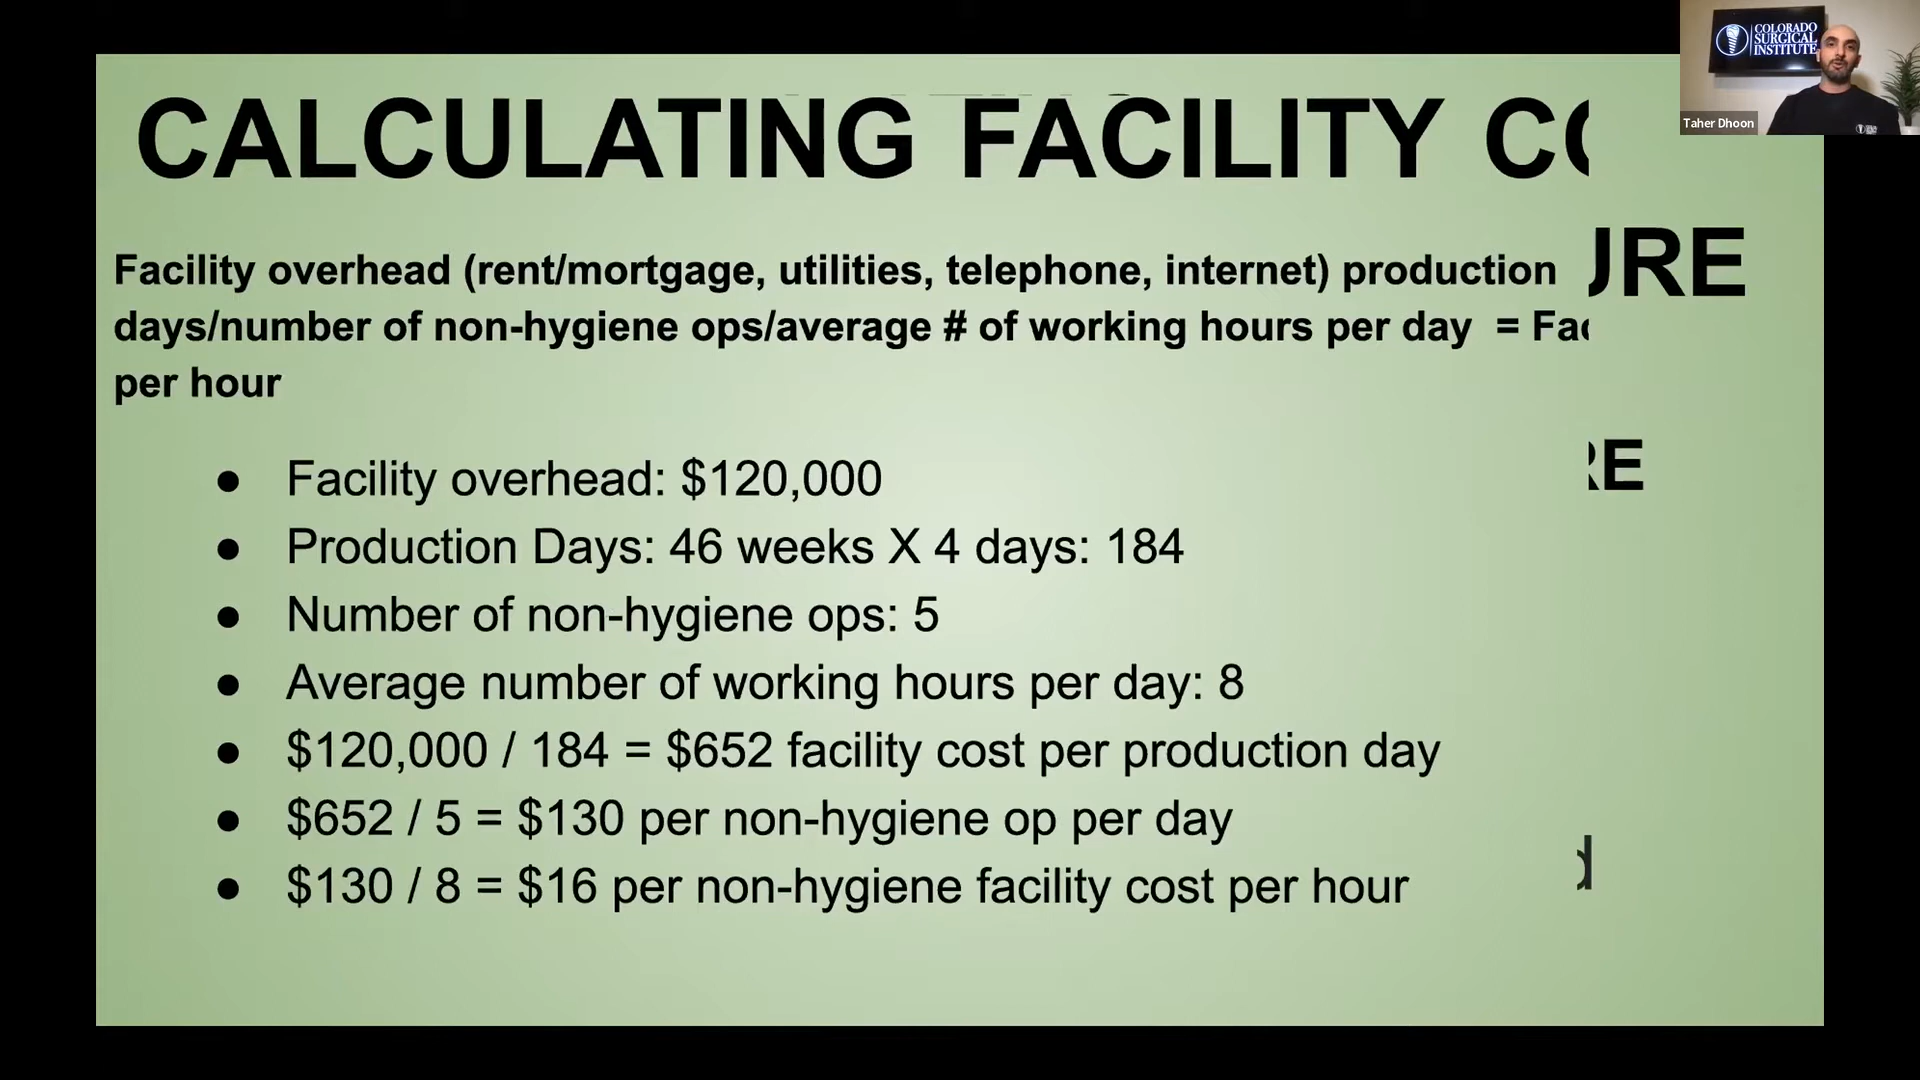 COLORADO
SURGICAL
INSTITUTE
Taher Dhoon
CALCULATING FACILITY
URE
Facility overhead (rent/mortgage, utilities, telephone, internet) production
days/number of non-hygiene ops/average # of working hours per day = Fac
per hour
RE
● Facility overhead: $120,000
● Production Days: 46 weeks X 4 days: 184
● Number of non-hygiene ops: 5
● Average number of working hours per day: 8
● $120,000 / 184 = $652 facility cost per production day
● $652 / 5 = $130 per non-hygiene op per day
● $130 / 8 = $16 per non-hygiene facility cost per hour